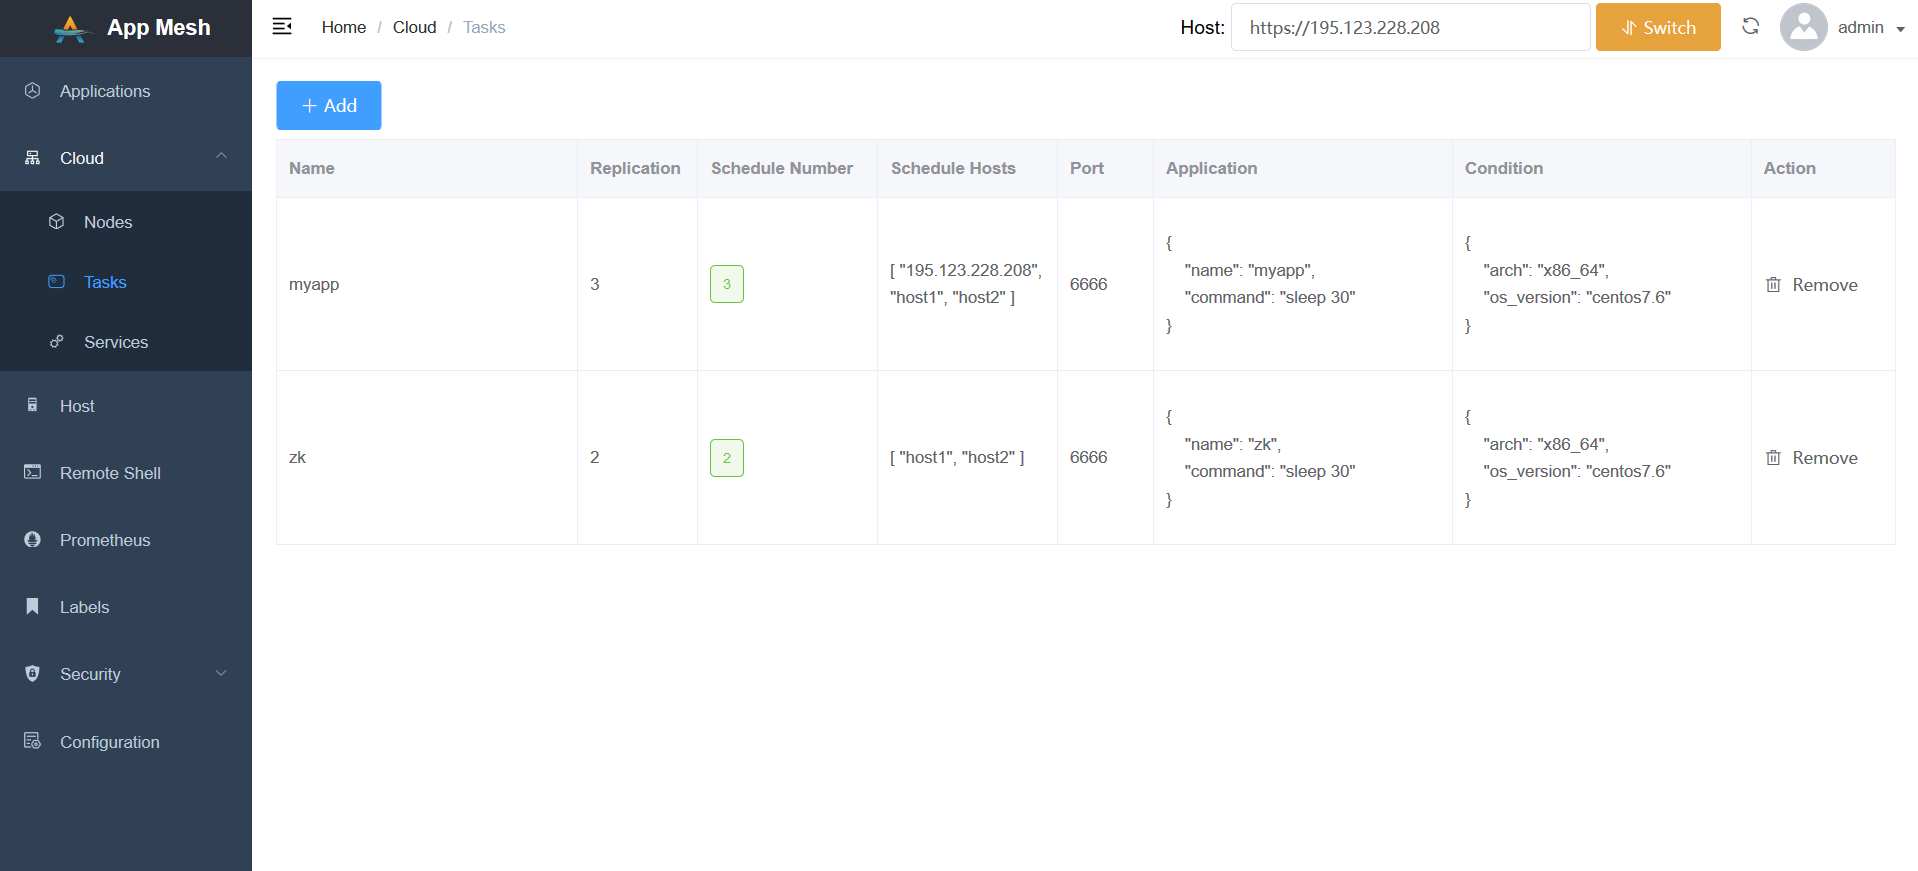 App Mesh
Home / Cloud / Tasks
Host: https://195.123.228.208 Switch admin
Applications
Cloud
Nodes
Tasks
Services
Host
Remote Shell
Prometheus
Labels
Security
Configuration
+ Add
Name Replication Schedule Number Schedule Hosts Port Application Condition Action
myapp
3
3
[ "195.123.228.208",
"host1", "host2" ]
6666
{
"name": "myapp",
"command": "sleep 30"
}
{
"arch": "x86_64",
"os_version": "centos7.6"
}
Remove
zk
2
2
[ "host1", "host2" ]
6666
{
"name": "zk",
"command": "sleep 30"
}
{
"arch": "x86_64",
"os_version": "centos7.6"
}
Remove